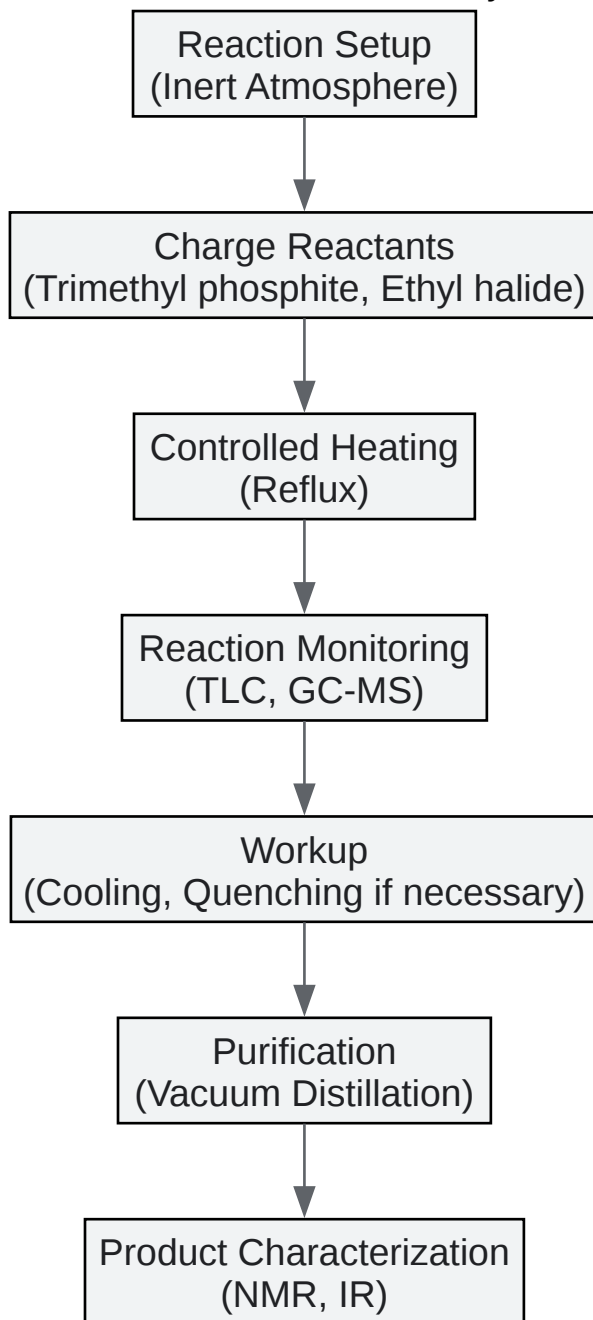 Reaction Setup
(Inert Atmosphere)
Charge Reactants
(Trimethyl phosphite, Ethyl halide)
Controlled Heating
(Reflux)
Reaction Monitoring
(TLC, GC-MS)
Workup
(Cooling, Quenching if necessary)
Purification
(Vacuum Distillation)
Product Characterization
(NMR, IR)